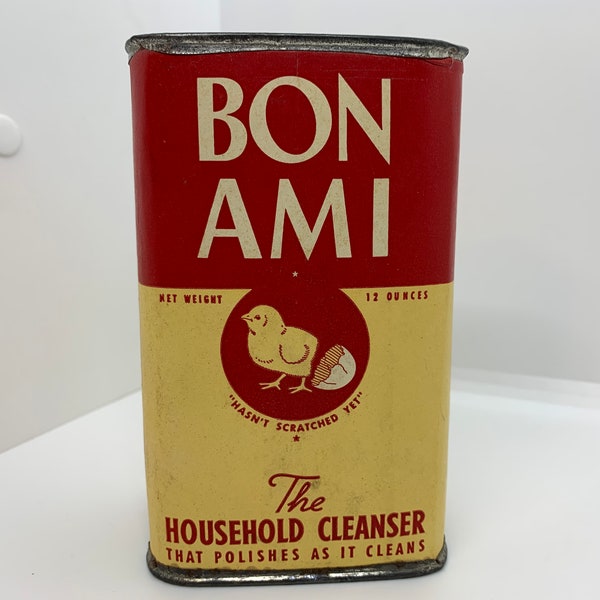 BON
AMI
NET WEIGHT 12 OUNCES
"HASN'T SCRATCHED YET"
The
HOUSEHOLD CLEANSER
THAT POLISHES AS IT CLEANS